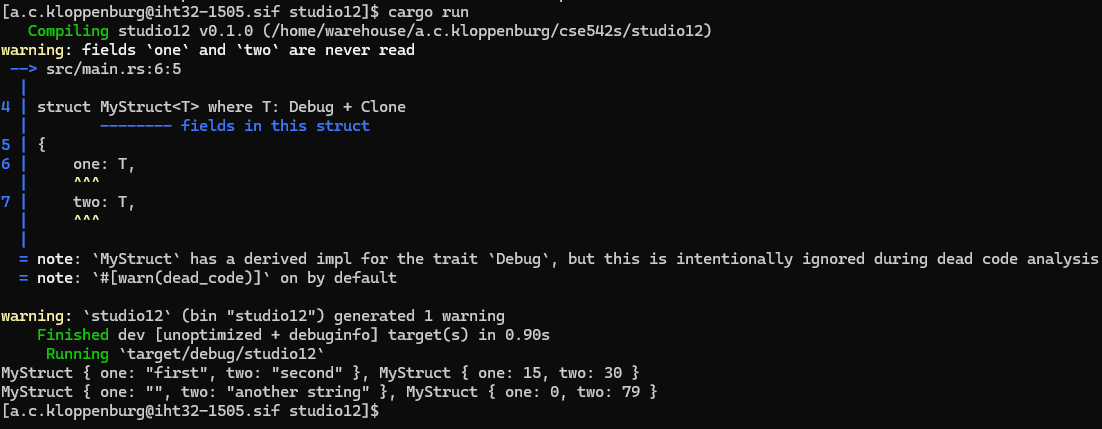 [a.c.kloppenburg@iht32-1505.sif studio12]$ cargo run
   Compiling studio12 v0.1.0 (/home/warehouse/a.c.kloppenburg/cse542s/studio12)
warning: fields `one` and `two` are never read
 --> src/main.rs:6:5
  |
4 | struct MyStruct<T> where T: Debug + Clone
  |        -------- fields in this struct
5 | {
6 |     one: T,
  |     ^^^
7 |     two: T,
  |     ^^^
  |
  = note: `MyStruct` has a derived impl for the trait `Debug`, but this is intentionally ignored during dead code analysis
  = note: `#[warn(dead_code)]` on by default

warning: `studio12` (bin "studio12") generated 1 warning
    Finished dev [unoptimized + debuginfo] target(s) in 0.90s
     Running `target/debug/studio12`
MyStruct { one: "first", two: "second" }, MyStruct { one: 15, two: 30 }
MyStruct { one: "", two: "another string" }, MyStruct { one: 0, two: 79 }
[a.c.kloppenburg@iht32-1505.sif studio12]$